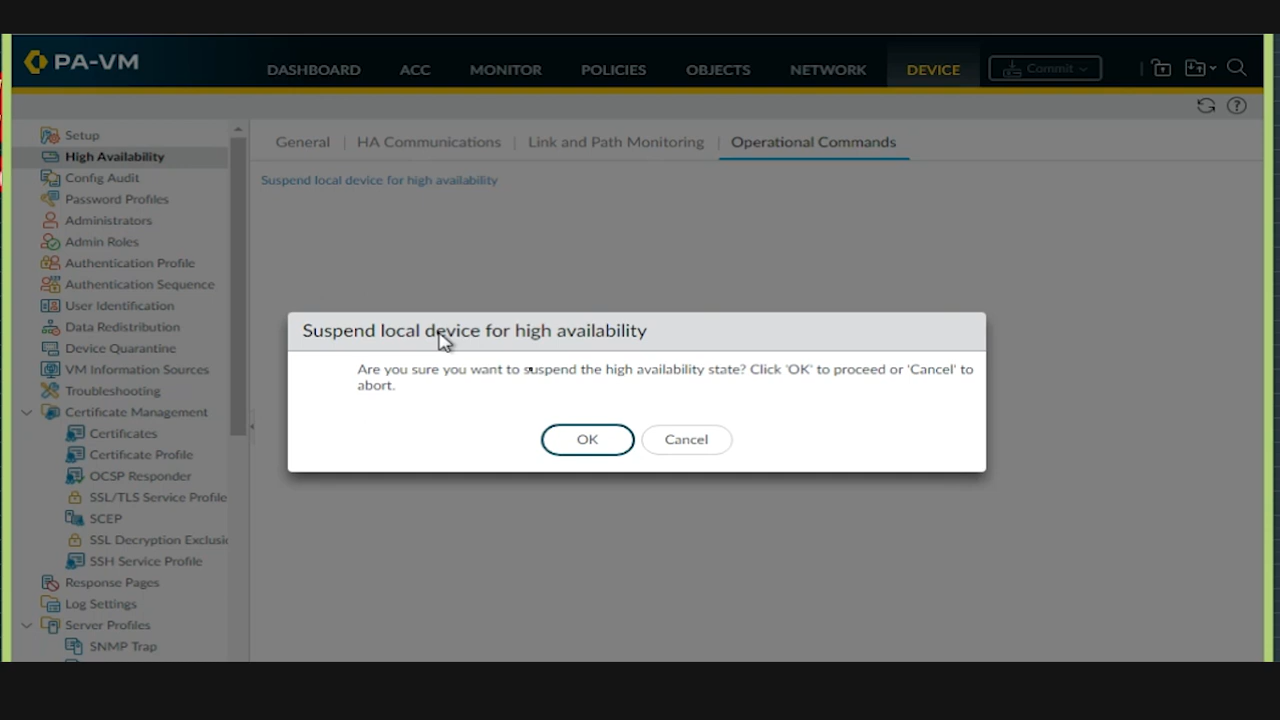 PA-VM
DASHBOARD
ACC
MONITOR
POLICIES
OBJECTS
NETWORK
DEVICE
Commit
Setup
High Availability
Config Audit
Password Profiles
Administrators
Admin Roles
Authentication Profile
Authentication Sequence
User Identification
Data Redistribution
Device Quarantine
VM Information Sources
Troubleshooting
Certificate Management
Certificates
Certificate Profile
OCSP Responder
SSL/TLS Service Profile
SCEP
SSL Decryption Exclusi
SSH Service Profile
Response Pages
Log Settings
Server Profiles
SNMP Trap
General
HA Communications
Link and Path Monitoring
Operational Commands
Suspend local device for high availability
Suspend local device for high availability
Are you sure you want to suspend the high availability state? Click 'OK' to proceed or 'Cancel' to
abort.
OK
Cancel